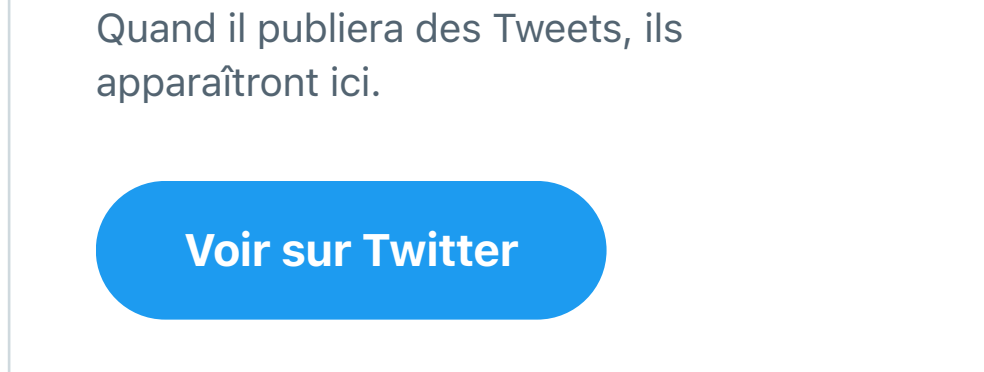 Quand il publiera des Tweets, ils
apparaîtront ici.
Voir sur Twitter